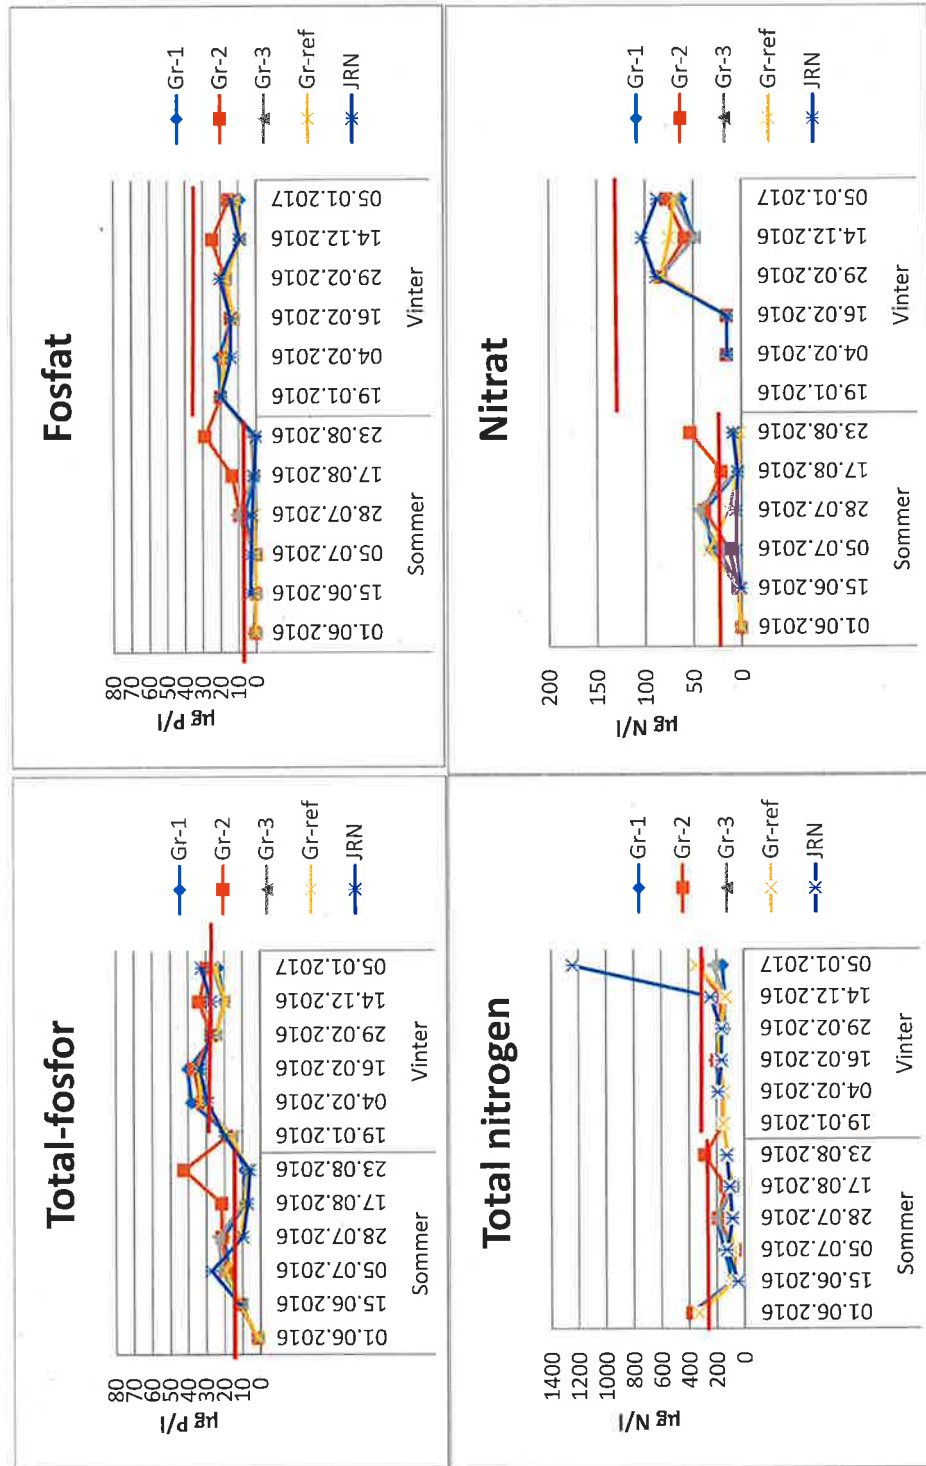 Total-fosfor
µg P/l
80
70
60
50
40
30
20
10
0
01.06.2016
15.06.2016
05.07.2016
28.07.2016
17.08.2016
23.08.2016
19.01.2016
04.02.2016
16.02.2016
29.02.2016
14.12.2016
05.01.2017
Sommer
Vinter
Gr-1
Gr-2
Gr-3
Gr-ref
JRN
Fosfat
µg P/l
80
70
60
50
40
30
20
10
0
01.06.2016
15.06.2016
05.07.2016
28.07.2016
17.08.2016
23.08.2016
19.01.2016
04.02.2016
16.02.2016
29.02.2016
14.12.2016
05.01.2017
Sommer
Vinter
Gr-1
Gr-2
Gr-3
Gr-ref
JRN
Total nitrogen
µg N/l
1400
1200
1000
800
600
400
200
0
01.06.2016
15.06.2016
05.07.2016
28.07.2016
17.08.2016
23.08.2016
19.01.2016
04.02.2016
16.02.2016
29.02.2016
14.12.2016
05.01.2017
Sommer
Vinter
Gr-1
Gr-2
Gr-3
Gr-ref
JRN
Nitrat
µg N/l
200
150
100
50
0
01.06.2016
15.06.2016
05.07.2016
28.07.2016
17.08.2016
23.08.2016
19.01.2016
04.02.2016
16.02.2016
29.02.2016
14.12.2016
05.01.2017
Sommer
Vinter
Gr-1
Gr-2
Gr-3
Gr-ref
JRN